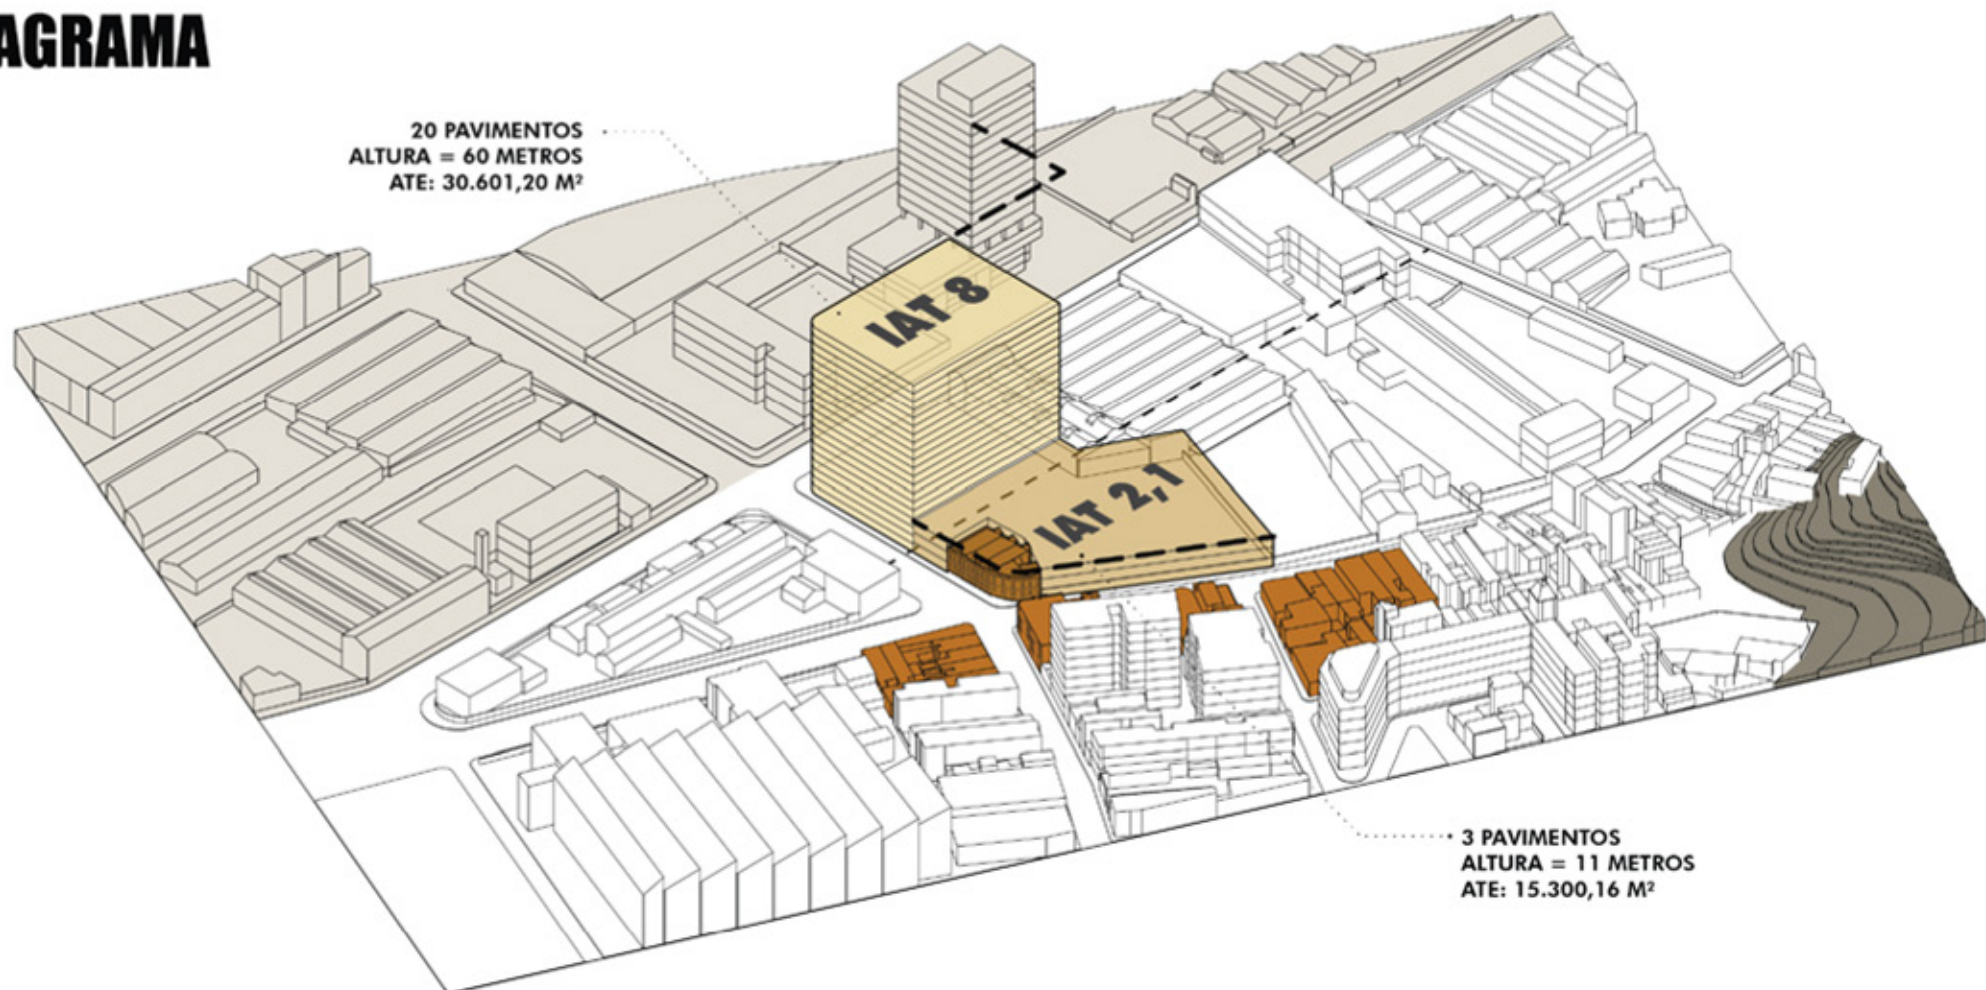 AGRAMA
20 PAVIMENTOS
ALTURA = 60 METROS
ATE: 30.601,20 M²
IAT 8
IAT 2,1
3 PAVIMENTOS
ALTURA = 11 METROS
ATE: 15.300,16 M²